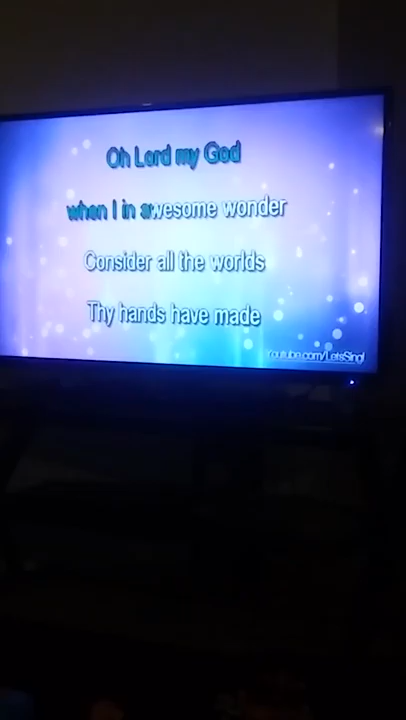 Oh Lord my God
when I in awesome wonder
Consider all the worlds
Thy hands have made
Youtube.com/LetsSing!